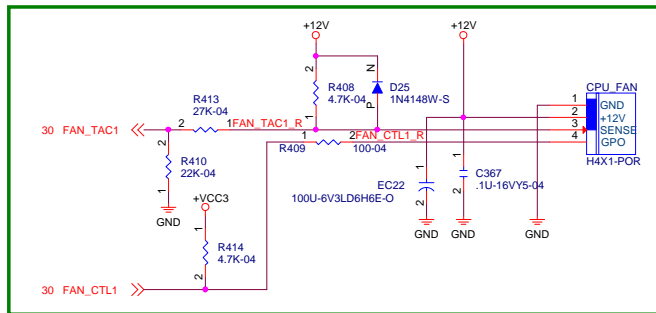 +12V
+12V
CPU_FAN
2
N
D25
1N4148W-S
R408
4.7K-04
P
1
R413
27K-04
1
GND
2
+12V
3
SENSE
4
GPO
H4X1-POR
30 FAN_TAC1
2
1
FAN_TAC1_R
1
2
FAN_CTL1_R
R409
100-04
2
R410
22K-04
1
GND
1
EC22
100U-6V3LD6H6E-O
2
GND
1
C367
.1U-16VY5-04
2
GND
GND
+VCC3
1
R414
4.7K-04
2
30 FAN_CTL1